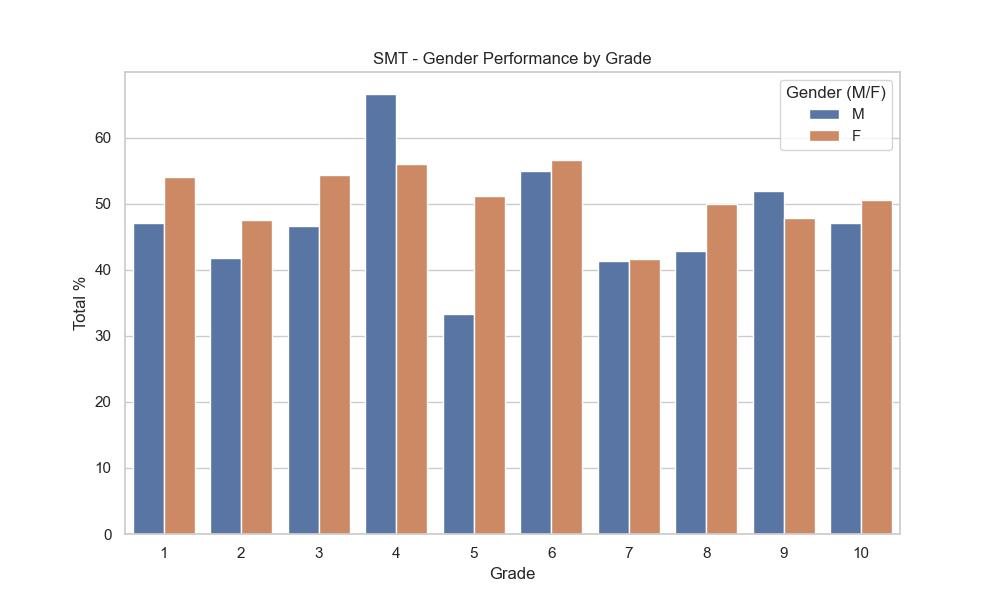 SMT - Gender Performance by Grade
Gender (M/F)
M
F
Total %
60
50
40
30
20
10
0
1 2 3 4 5 6 7 8 9 10
Grade